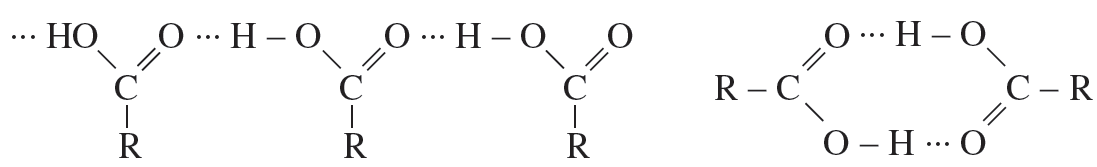 ··· HO O ··· H – O O ··· H – O O
C C C
R R R
O ··· H – O
R – C C – R
O – H ··· O